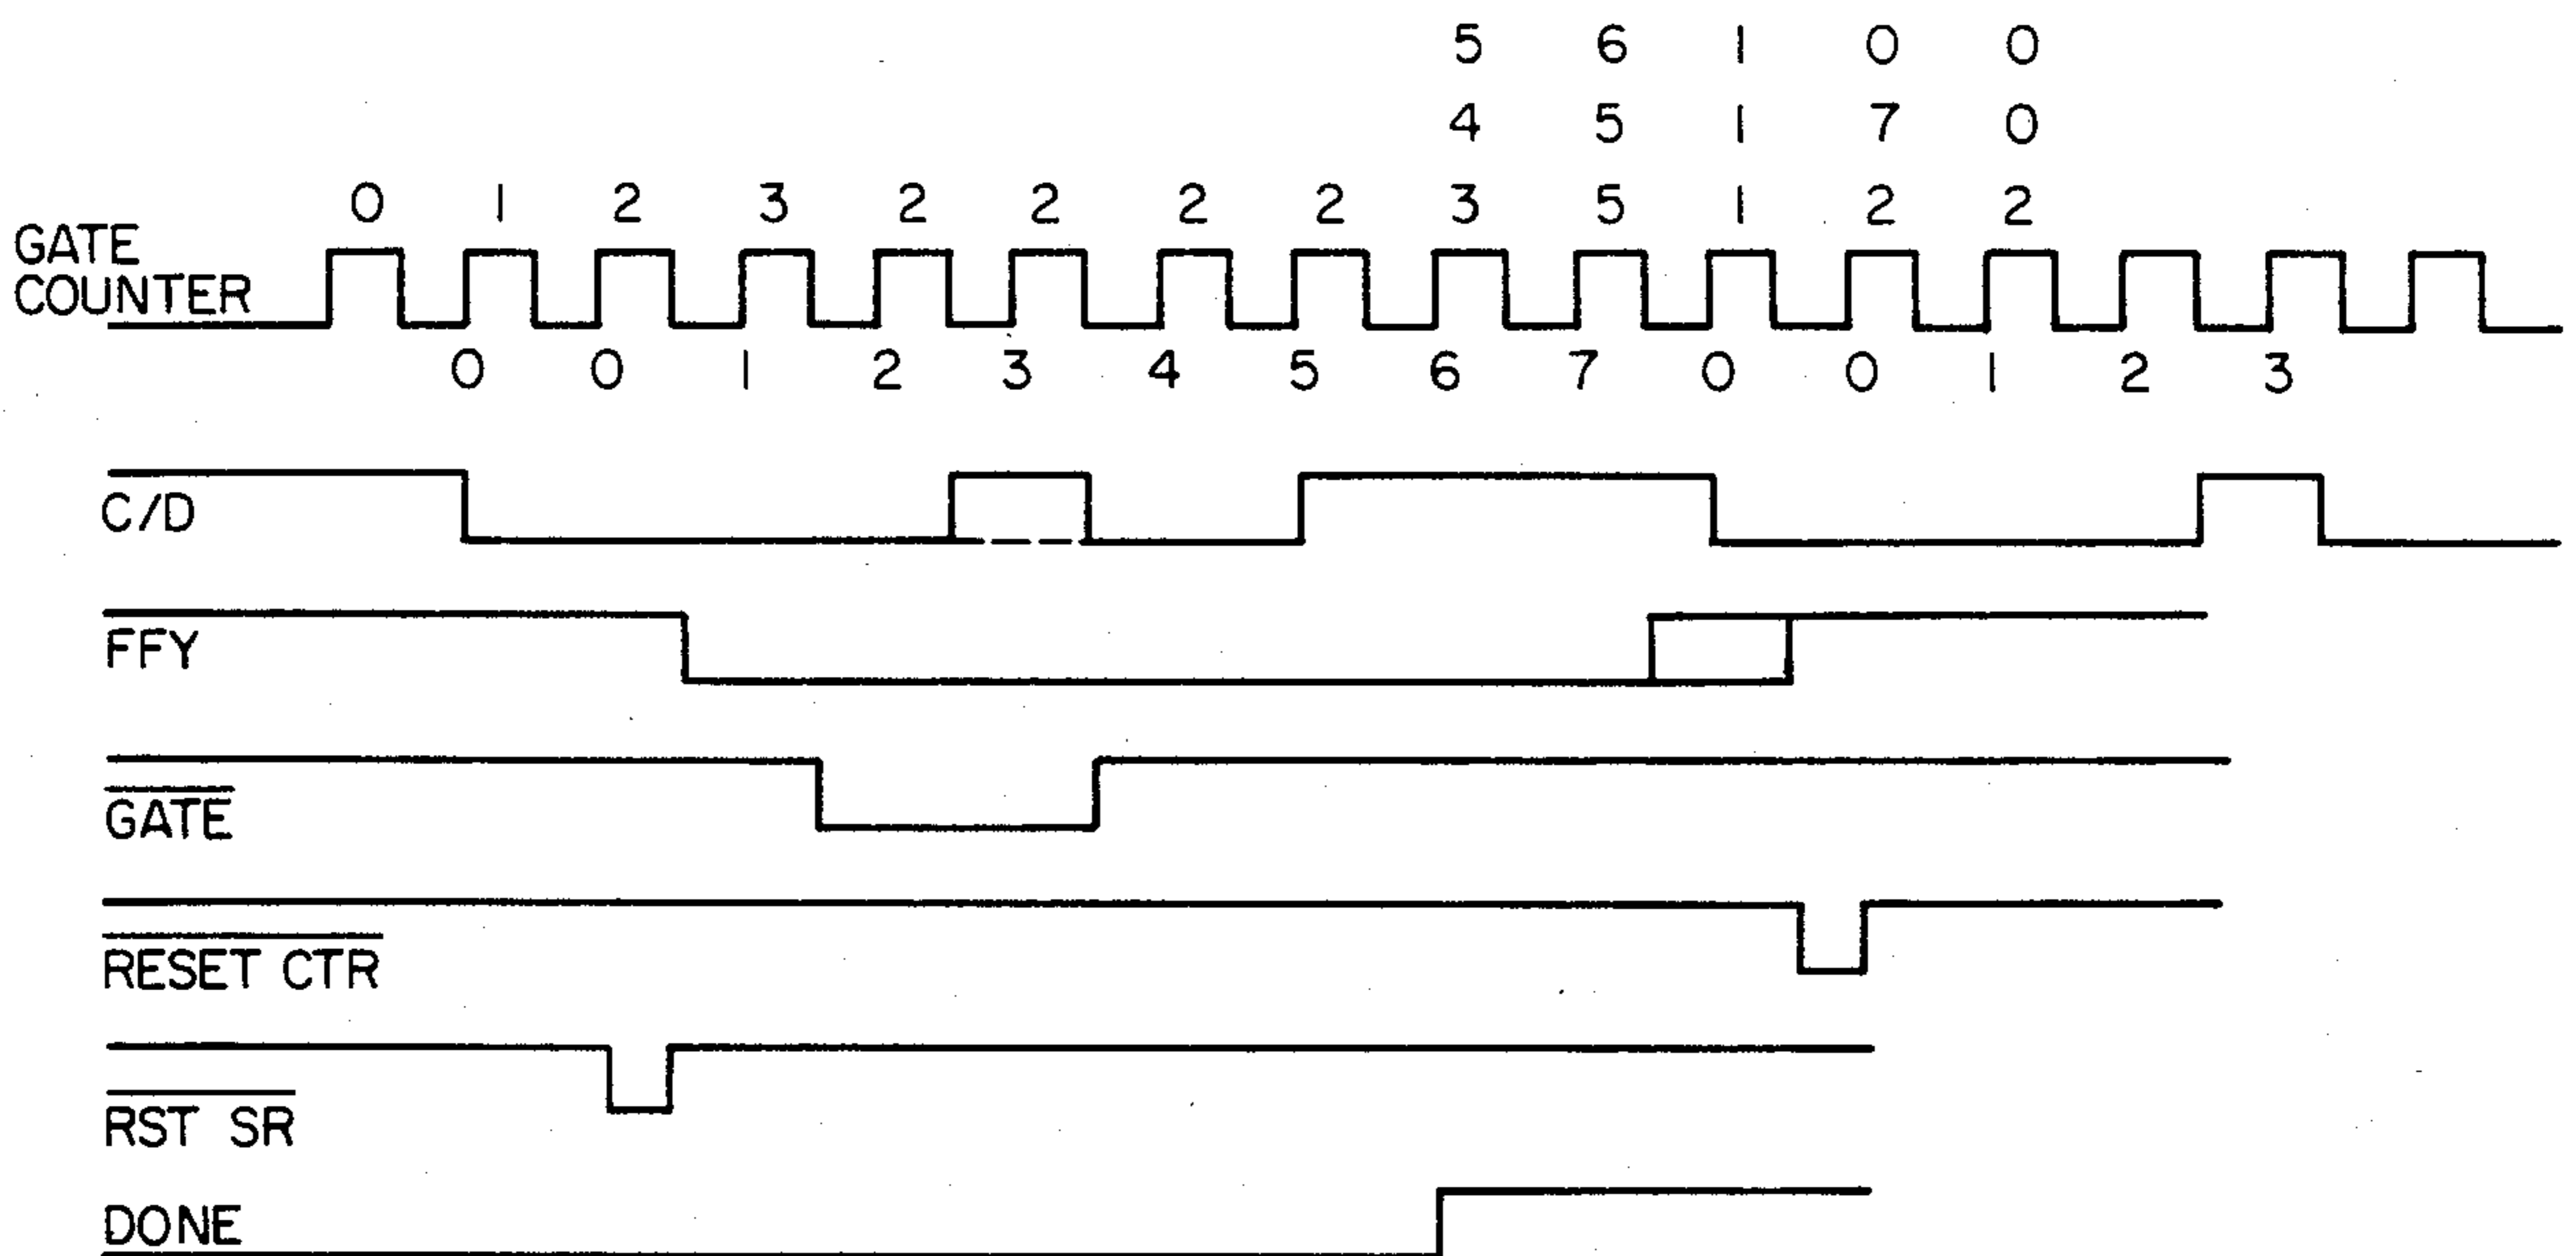 5 6 1 0 0
4 5 1 7 0
0 1 2 3 2 2 2 2 3 5 1 2 2
GATE
COUNTER
0 0 1 2 3 4 5 6 7 0 0 1 2 3
C/D
FFY
GATE
RESET CTR
RST SR
DONE